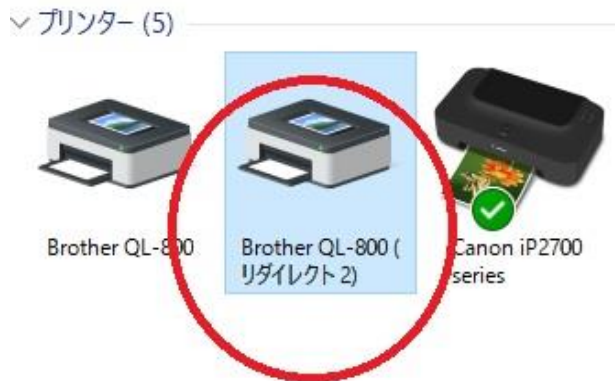 プリンター (5)
Brother QL-800
Brother QL-800 (
リダイレクト 2)
Canon iP2700
series